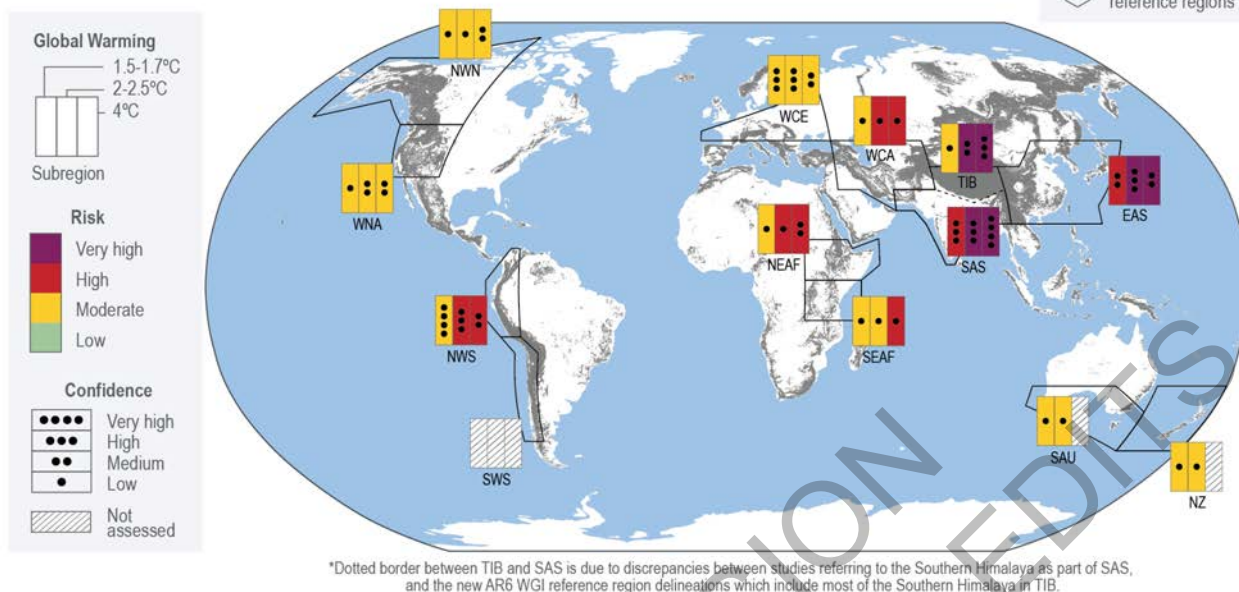 reference regions
Global Warming
1.5-1.7ºC
2-2.5ºC
4ºC
Subregion
Risk
Very high
High
Moderate
Low
Confidence
Very high
High
Medium
Low
Not
assessed
NWN
WCE
WCA
TIB
EAS
WNA
NEAF
SAS
NWS
SEAF
SWS
SAU
NZ
*Dotted border between TIB and SAS is due to discrepancies between studies referring to the Southern Himalaya as part of SAS,
and the new AR6 WGI reference region delineations which include most of the Southern Himalaya in TIB.
SION
EDITS